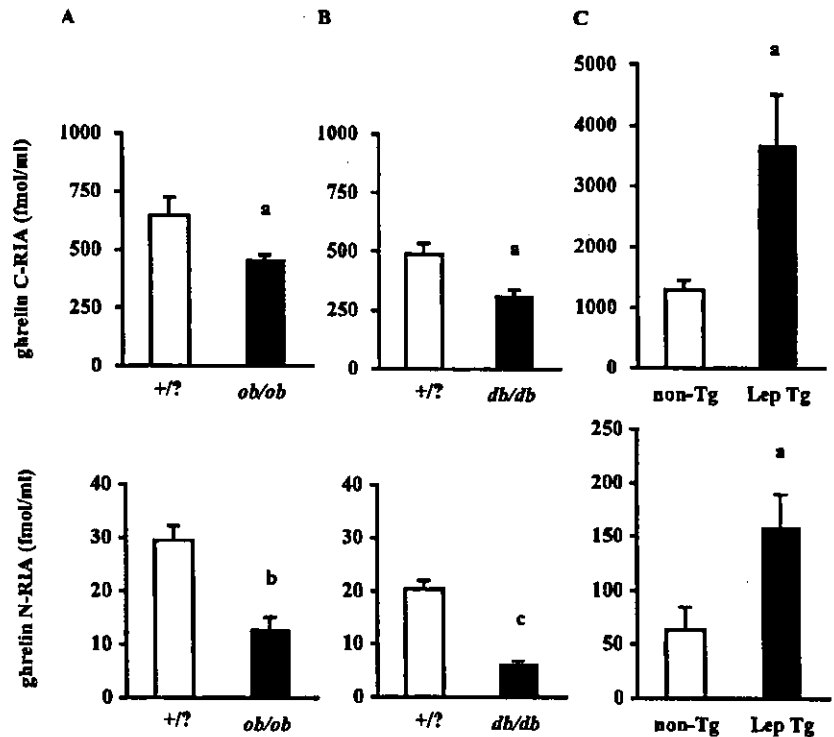 A
B
C
ghrelin C-RIA (fmol/ml)
1000
750
500
250
0
+/?
ob/ob
a
1000
750
500
250
0
+/?
db/db
a
5000
4000
3000
2000
1000
0
non-Tg
Lep Tg
a
ghrelin N-RIA (fmol/ml)
40
30
20
10
0
+/?
ob/ob
b
40
30
20
10
0
+/?
db/db
c
250
200
150
100
50
0
non-Tg
Lep Tg
a